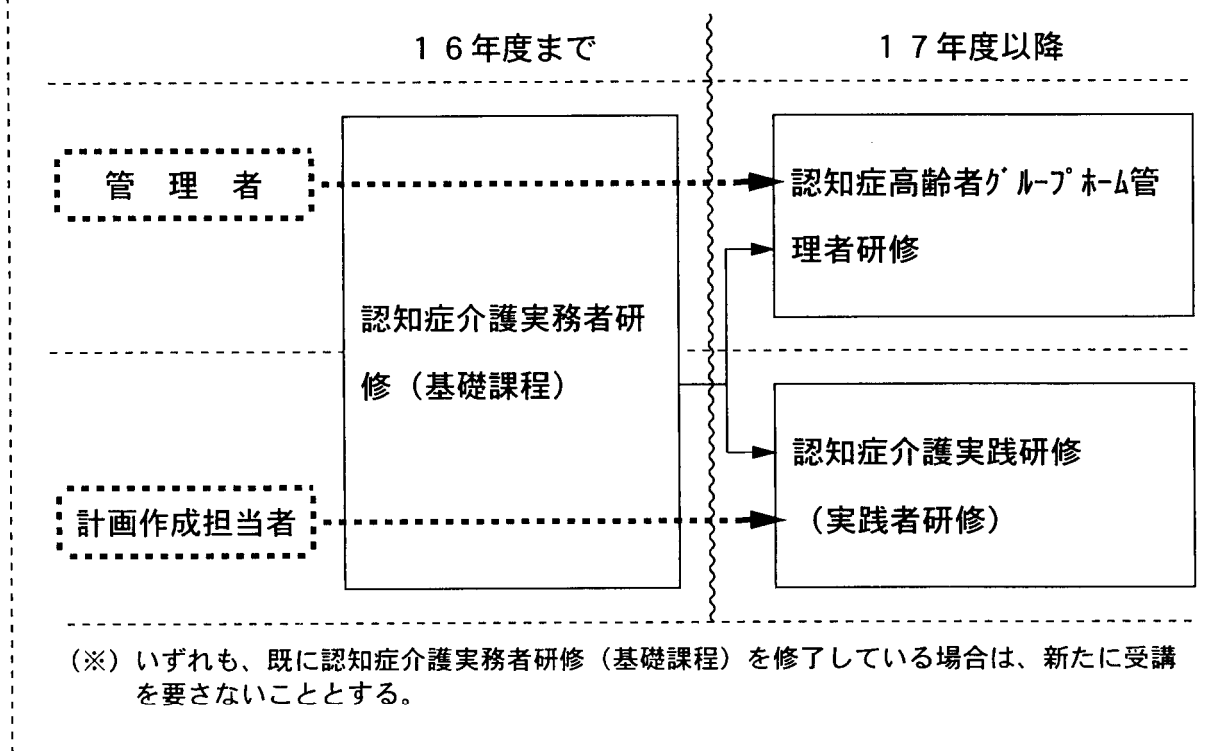 １６年度まで
１７年度以降
管　理　者
認知症介護実務者研
修（基礎課程）
認知症高齢者ｸﾞﾙｰﾌﾟﾎｰﾑ管
理者研修
計画作成担当者
認知症介護実践研修
（実践者研修）
（※）いずれも、既に認知症介護実務者研修（基礎課程）を修了している場合は、新たに受講
を要さないこととする。